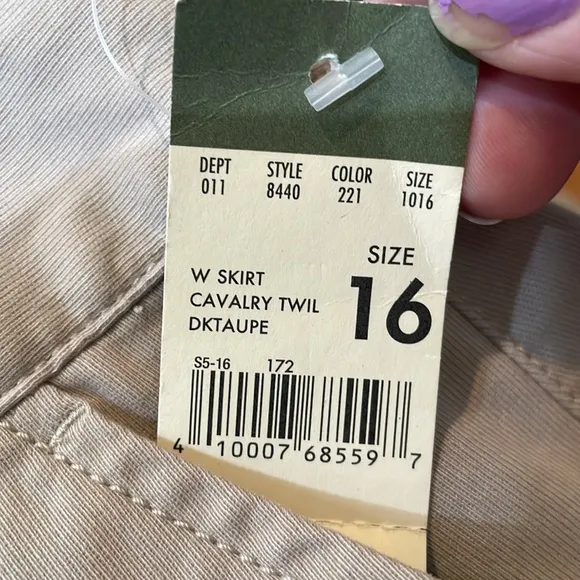 DEPT STYLE COLOR SIZE
011 8440 221 1016
SIZE
16
W SKIRT
CAVALRY TWIL
DKTAUPE
S5-16 172
4 10007 68559 7